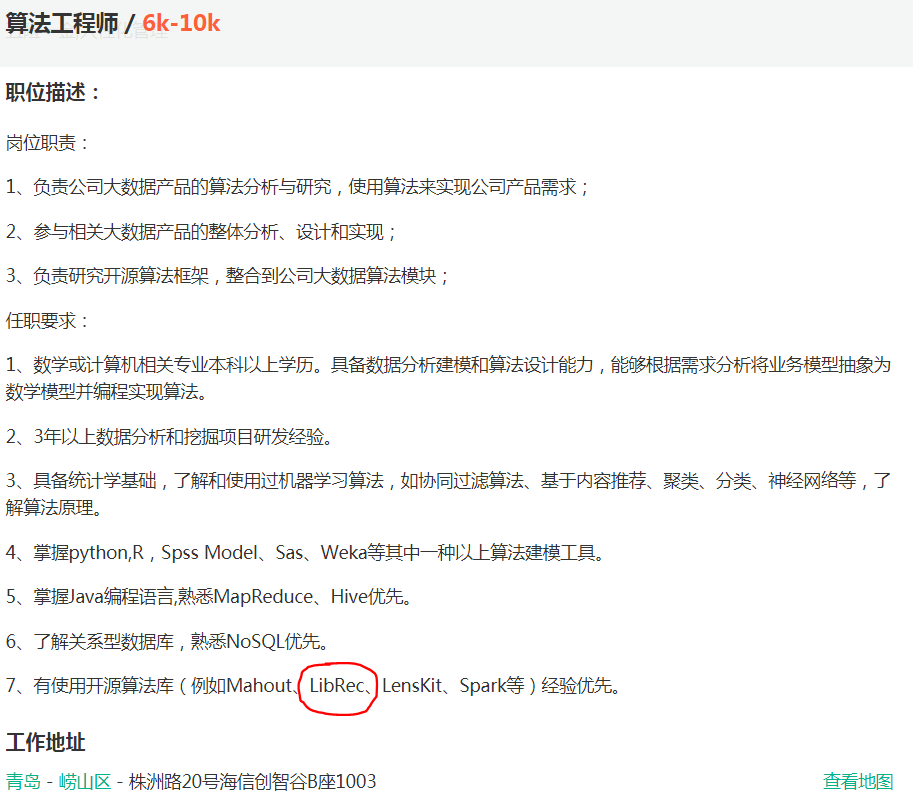 算法工程师 / 6k-10k
职位描述：
岗位职责：
1、负责公司大数据产品的算法分析与研究，使用算法来实现公司产品需求；
2、参与相关大数据产品的整体分析、设计和实现；
3、负责研究开源算法框架，整合到公司大数据算法模块；
任职要求：
1、数学或计算机相关专业本科以上学历。具备数据分析建模和算法设计能力，能够根据需求分析将业务模型抽象为
数学模型并编程实现算法。
2、3年以上数据分析和挖掘项目研发经验。
3、具备统计学基础，了解和使用过机器学习算法，如协同过滤算法、基于内容推荐、聚类、分类、神经网络等，了
解算法原理。
4、掌握python,R，Spss Model、Sas、Weka等其中一种以上算法建模工具。
5、掌握Java编程语言,熟悉MapReduce、Hive优先。
6、了解关系型数据库，熟悉NoSQL优先。
7、有使用开源算法库（例如Mahout、LibRec、LensKit、Spark等）经验优先。
工作地址
青岛 - 崂山区 - 株洲路20号海信创智谷B座1003 查看地图